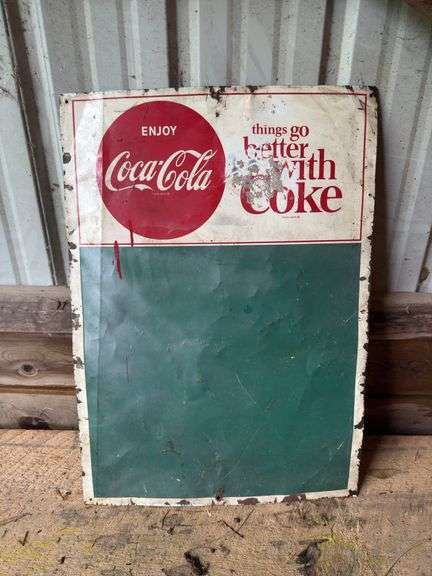 ENJOY
Coca-Cola
things go
better
with
Coke